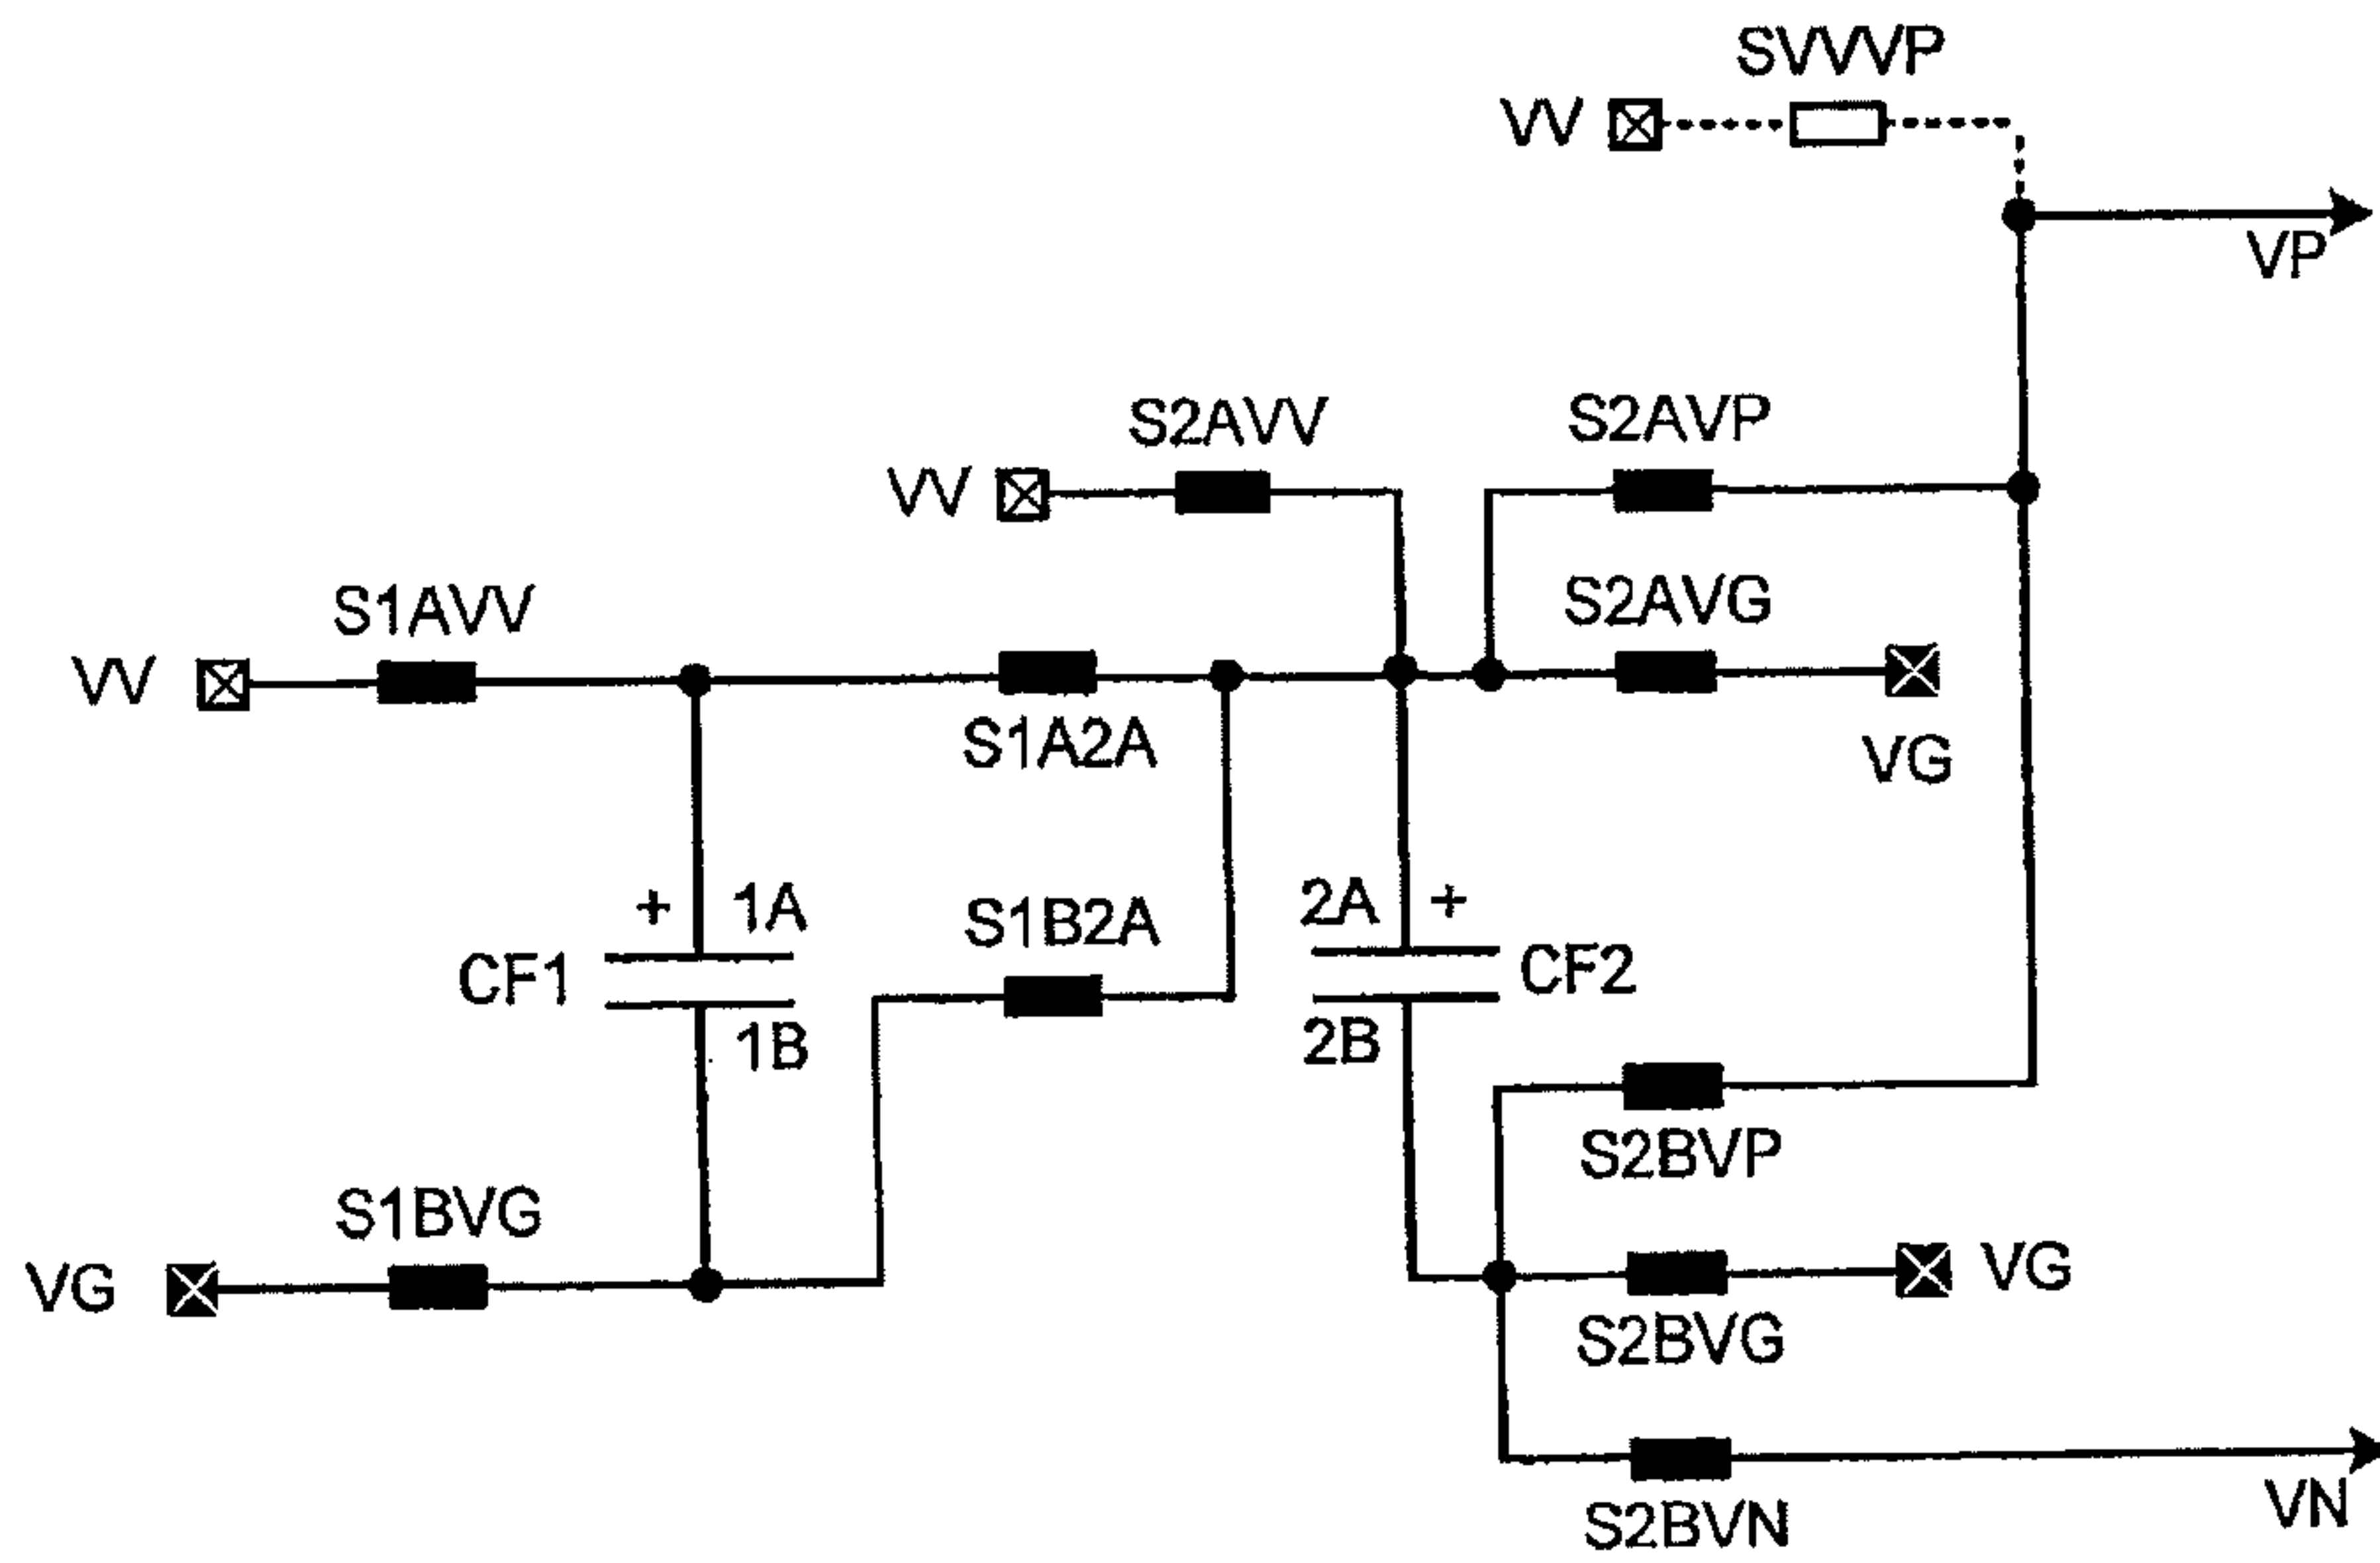 SVVVP
VV
VP
S2AVV
S2AVP
VV
S1AVV
S2AVG
VV
S1A2A
VG
+ 1A
S1B2A
2A +
CF1
CF2
1B
2B
S2BVP
S1BVG
VG
VG
S2BVG
S2BVN
VN